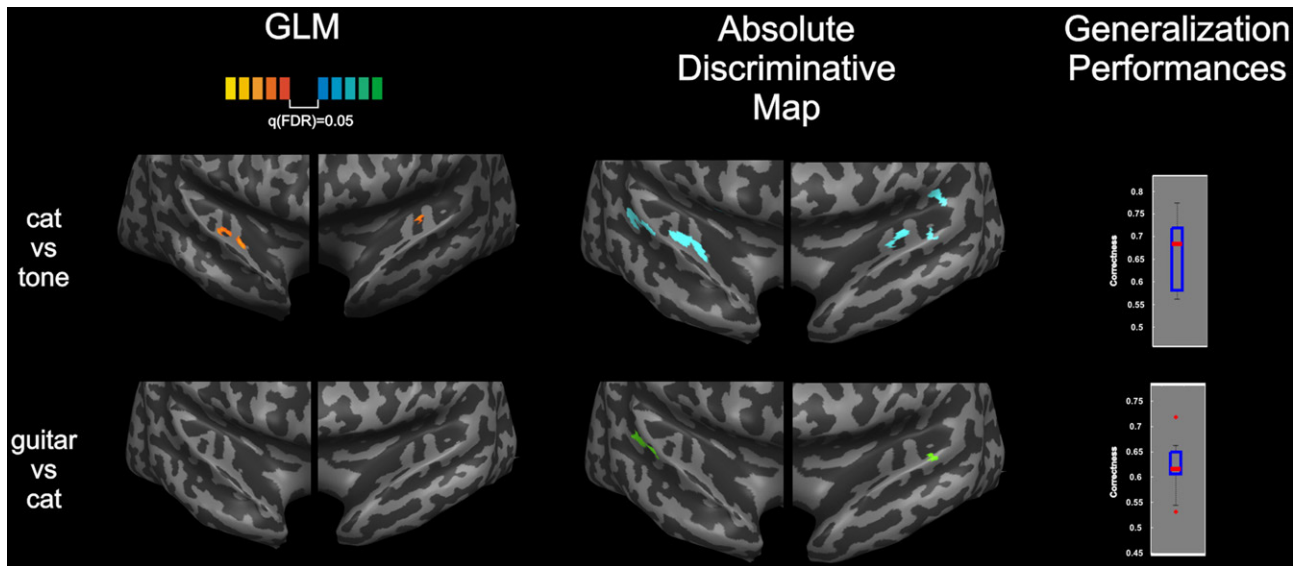 GLM
Absolute
Discriminative
Map
Generalization
Performances
q(FDR)=0.05
cat
vs
tone
Correctness
0.8
0.75
0.7
0.65
0.6
0.55
0.5
guitar
vs
cat
Correctness
0.75
0.7
0.65
0.6
0.55
0.5
0.45